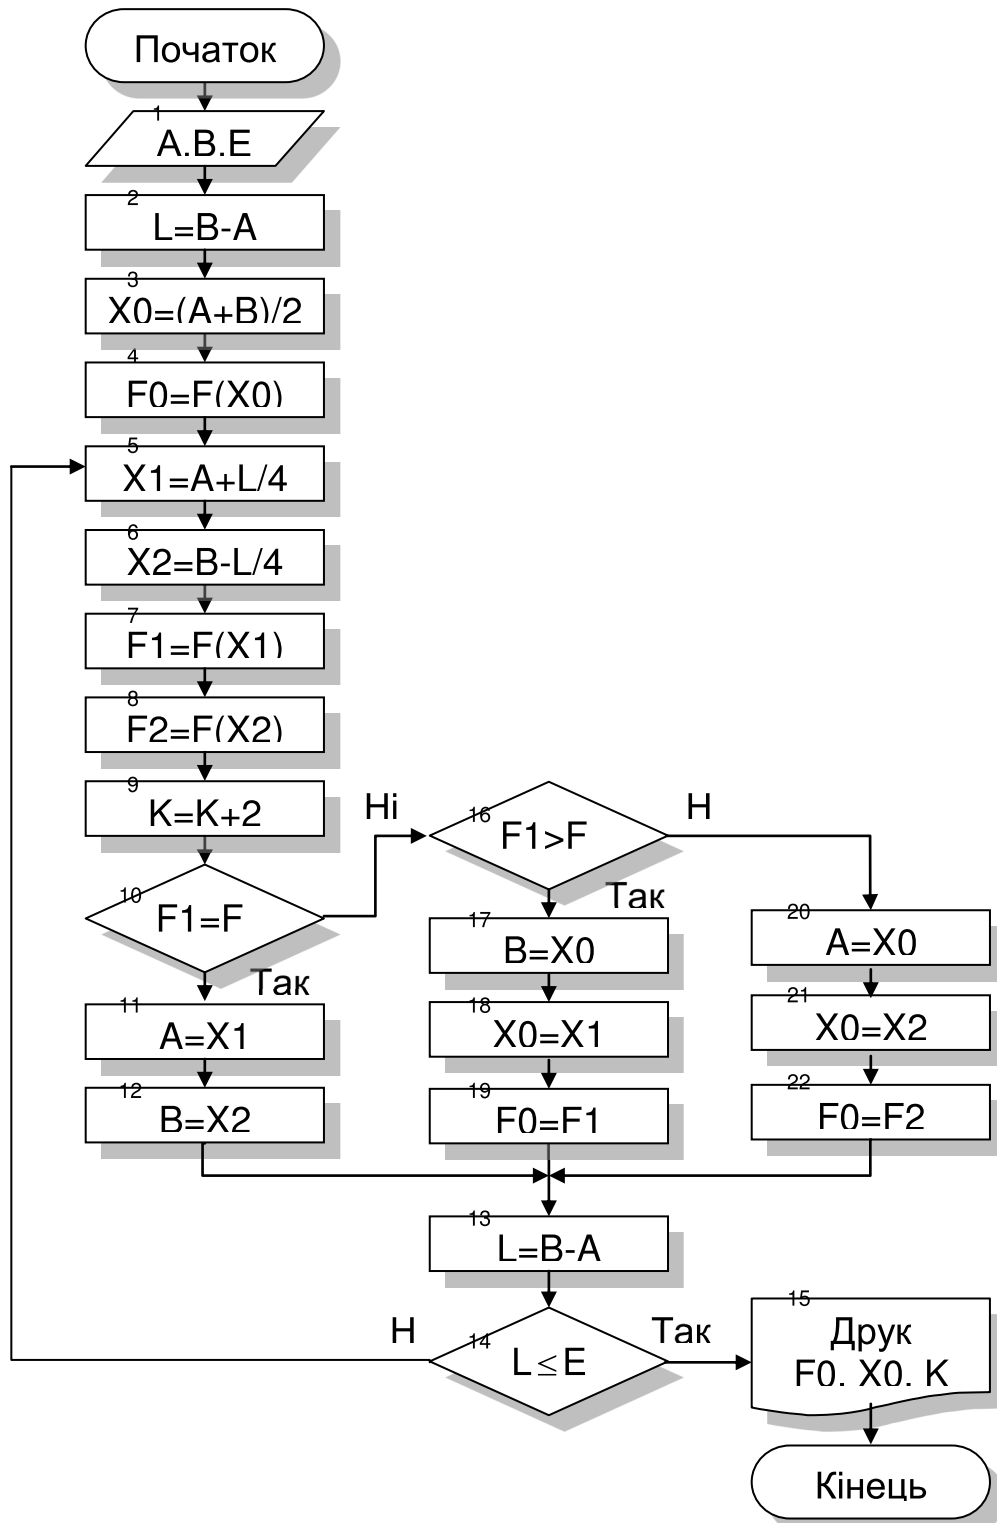 Початок
1
A.B.E
2
L=B-A
3
X0=(A+B)/2
4
F0=F(X0)
5
X1=A+L/4
6
X2=B-L/4
7
F1=F(X1)
8
F2=F(X2)
9
K=K+2
10
F1=F
Ні
Так
11
A=X1
12
B=X2
16
F1>F
Н
Так
17
B=X0
18
X0=X1
19
F0=F1
20
A=X0
21
X0=X2
22
F0=F2
13
L=B-A
14
L≤E
Н
Так
15
Друк
F0. X0. K
Кінець